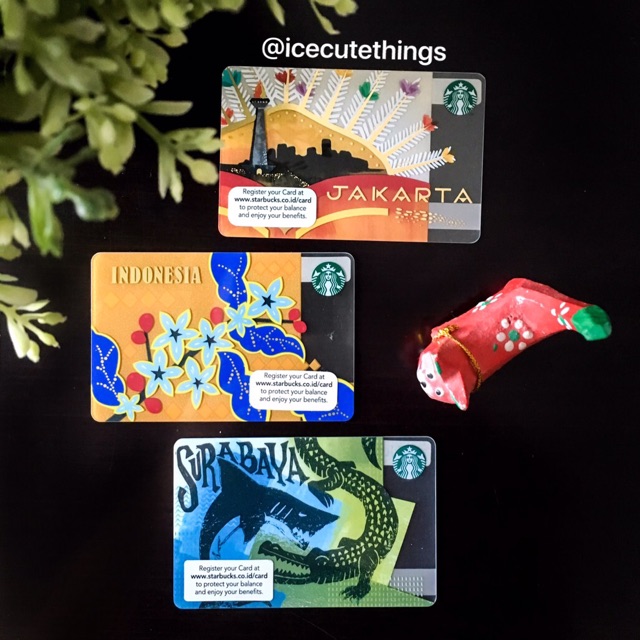 @icecutethings
JAKARTA
Register your Card at
www.starbucks.co.id/card
to protect your balance
and enjoy your benefits.
INDONESIA
Register your Card at
www.starbucks.co.id/card
to protect your balance
and enjoy your benefits.
SURABAYA
Register your Card at
www.starbucks.co.id/card
to protect your balance
and enjoy your benefits.